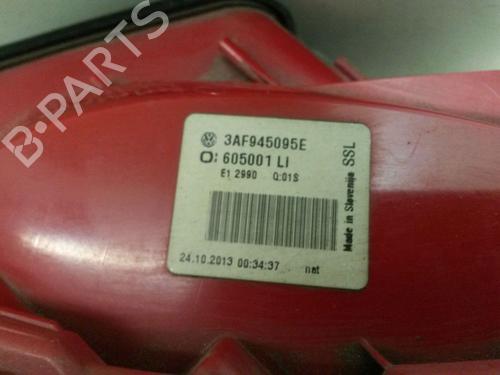 B-PARTS
3AF945095E
O: 605001 LI
E1 2990 Q:01S
24.10.2013 00:34:37 nat
Made in Slovenija SSL